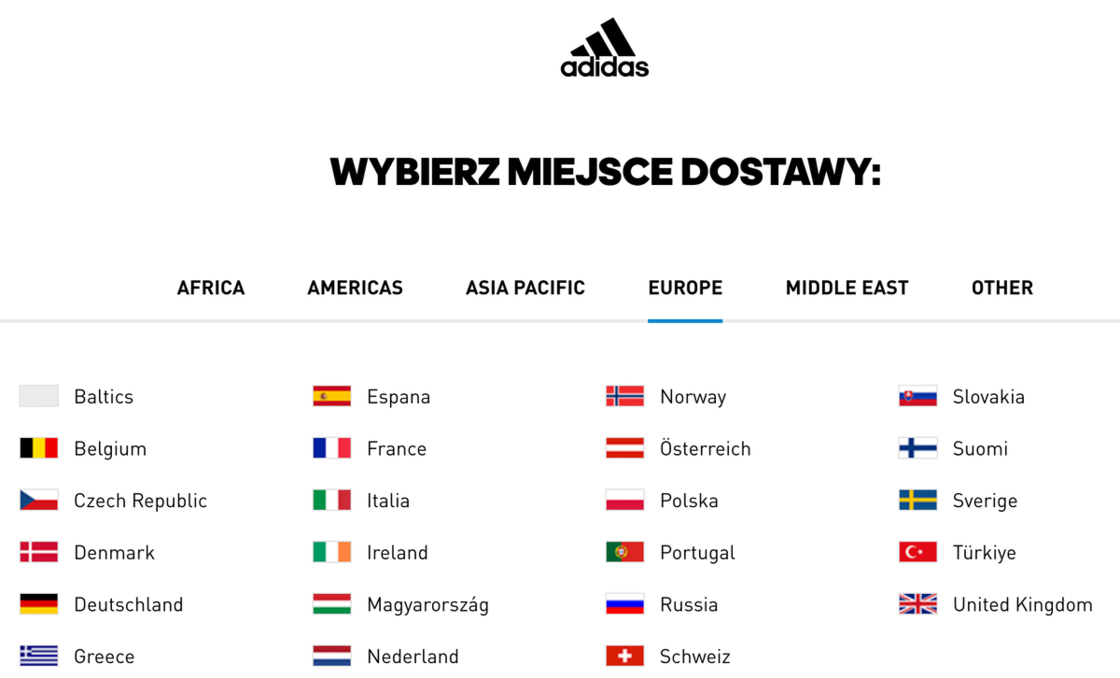 adidas
WYBIERZ MIEJSCE DOSTAWY:
AFRICA AMERICAS ASIA PACIFIC EUROPE MIDDLE EAST OTHER
Baltics Espana Norway Slovakia
Belgium France Österreich Suomi
Czech Republic Italia Polska Sverige
Denmark Ireland Portugal Türkiye
Deutschland Magyarország Russia United Kingdom
Greece Nederland Schweiz